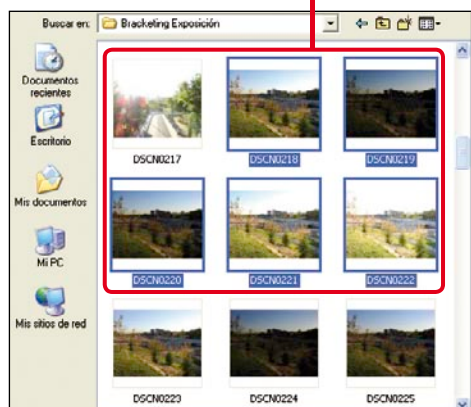 Buscar en:
Bracketing Exposición
Documentos
recientes
Escritorio
Mis documentos
Mi PC
Mis sitios de red
DSCN0217
DSCN0218
DSCN0219
DSCN0220
DSCN0221
DSCN0222
DSCN0223
DSCN0224
DSCN0225